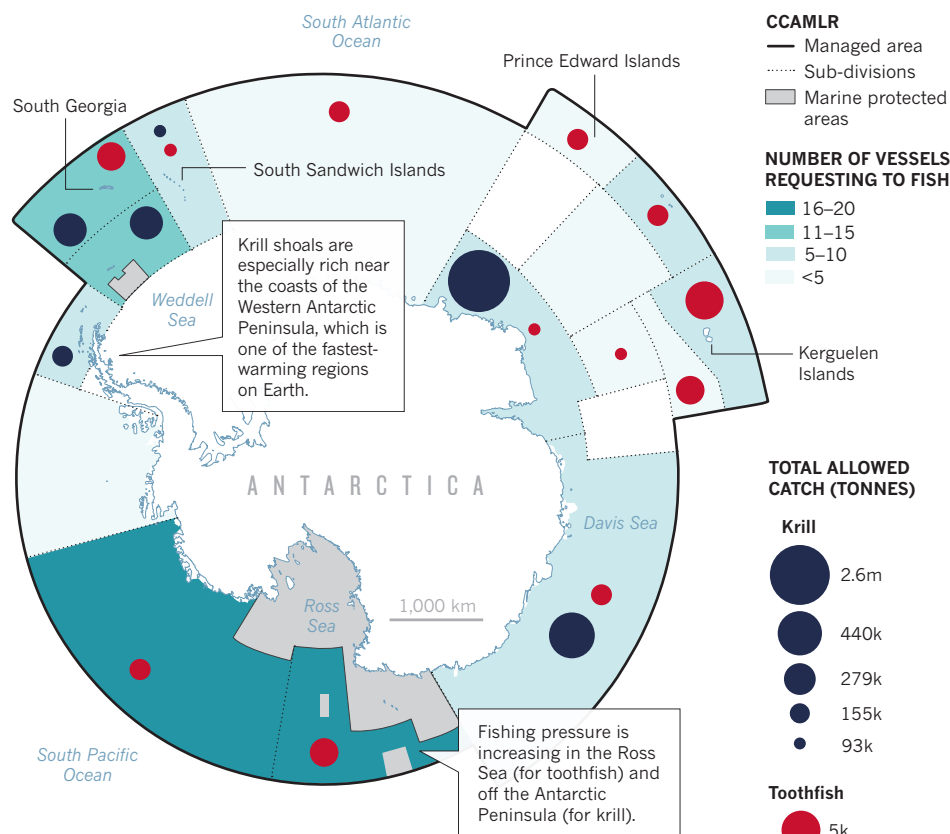 South Atlantic
Ocean
Prince Edward Islands
South Georgia
South Sandwich Islands
Krill shoals are
especially rich near
the coasts of the
Western Antarctic
Peninsula, which is
one of the fastest-
warming regions
on Earth.
Weddell
Sea
Kerguelen
Islands
ANTARCTICA
Davis Sea
Ross
Sea
1,000 km
South Pacific
Ocean
Fishing pressure is
increasing in the Ross
Sea (for toothfish) and
off the Antarctic
Peninsula (for krill).
CCAMLR
Managed area
Sub-divisions
Marine protected
areas
NUMBER OF VESSELS
REQUESTING TO FISH
16–20
11–15
5–10
<5
TOTAL ALLOWED
CATCH (TONNES)
Krill
2.6m
440k
279k
155k
93k
Toothfish
5k